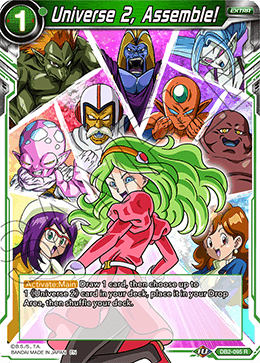 1
Universe 2, Assemble!
EXTRA
Activate:Main Draw 1 card, then choose up to
1 《Universe 2》 card in your deck, place it in your Drop
Area, then shuffle your deck.
©B.S./S., T.A.
BANDAI MADE IN JAPAN EN
DB2-095 R